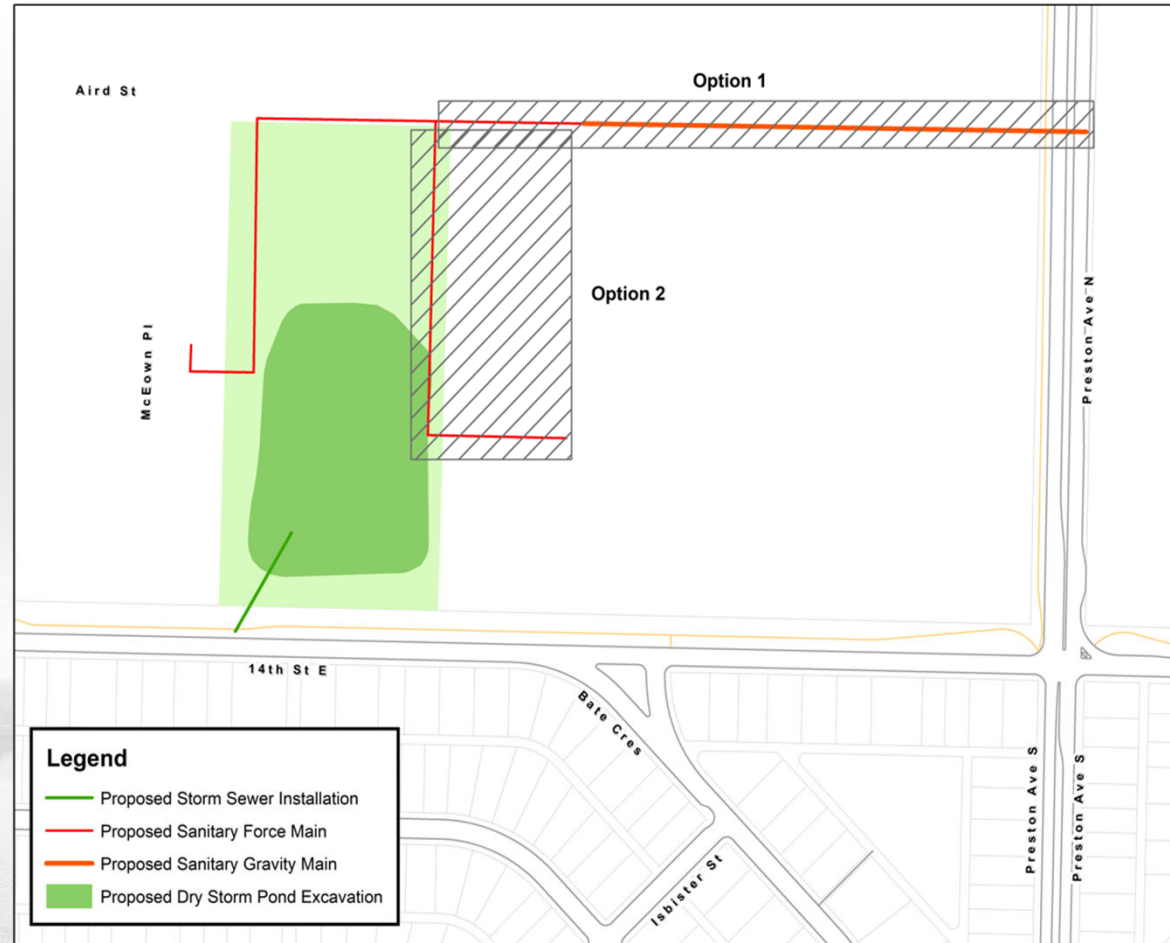 Option 1
Aird St
Option 2
Preston Ave N
McEown Pl
14th St E
Bate Cres
Preston Ave S
Preston Ave S
Isbister St
Legend
Proposed Storm Sewer Installation
Proposed Sanitary Force Main
Proposed Sanitary Gravity Main
Proposed Dry Storm Pond Excavation